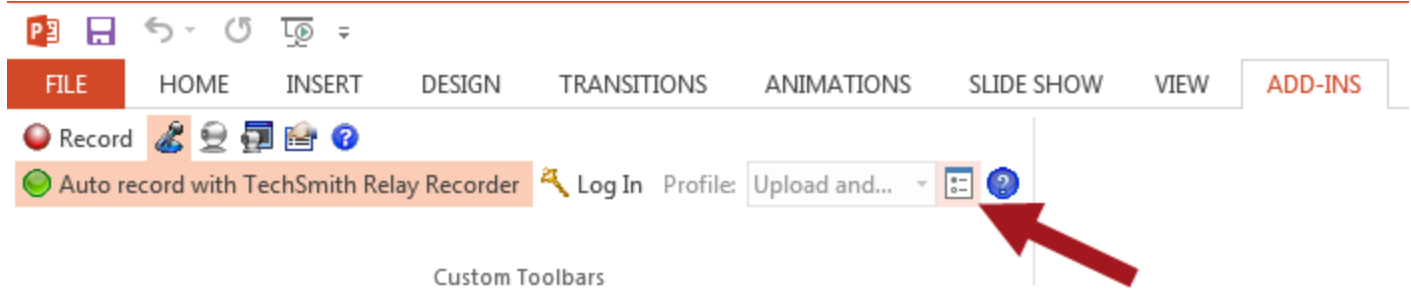 FILE HOME INSERT DESIGN TRANSITIONS ANIMATIONS SLIDE SHOW VIEW ADD-INS
Record
Auto record with TechSmith Relay Recorder Log In Profile: Upload and...
Custom Toolbars